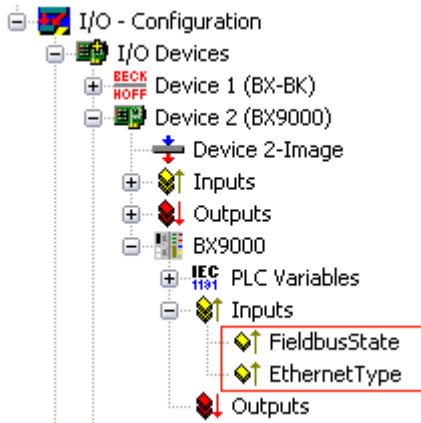 I/O - Configuration
I/O Devices
BECK
HOFF
Device 1 (BX-BK)
Device 2 (BX9000)
Device 2-Image
Inputs
Outputs
BX9000
IEC
1131
PLC Variables
Inputs
FieldbusState
EthernetType
Outputs